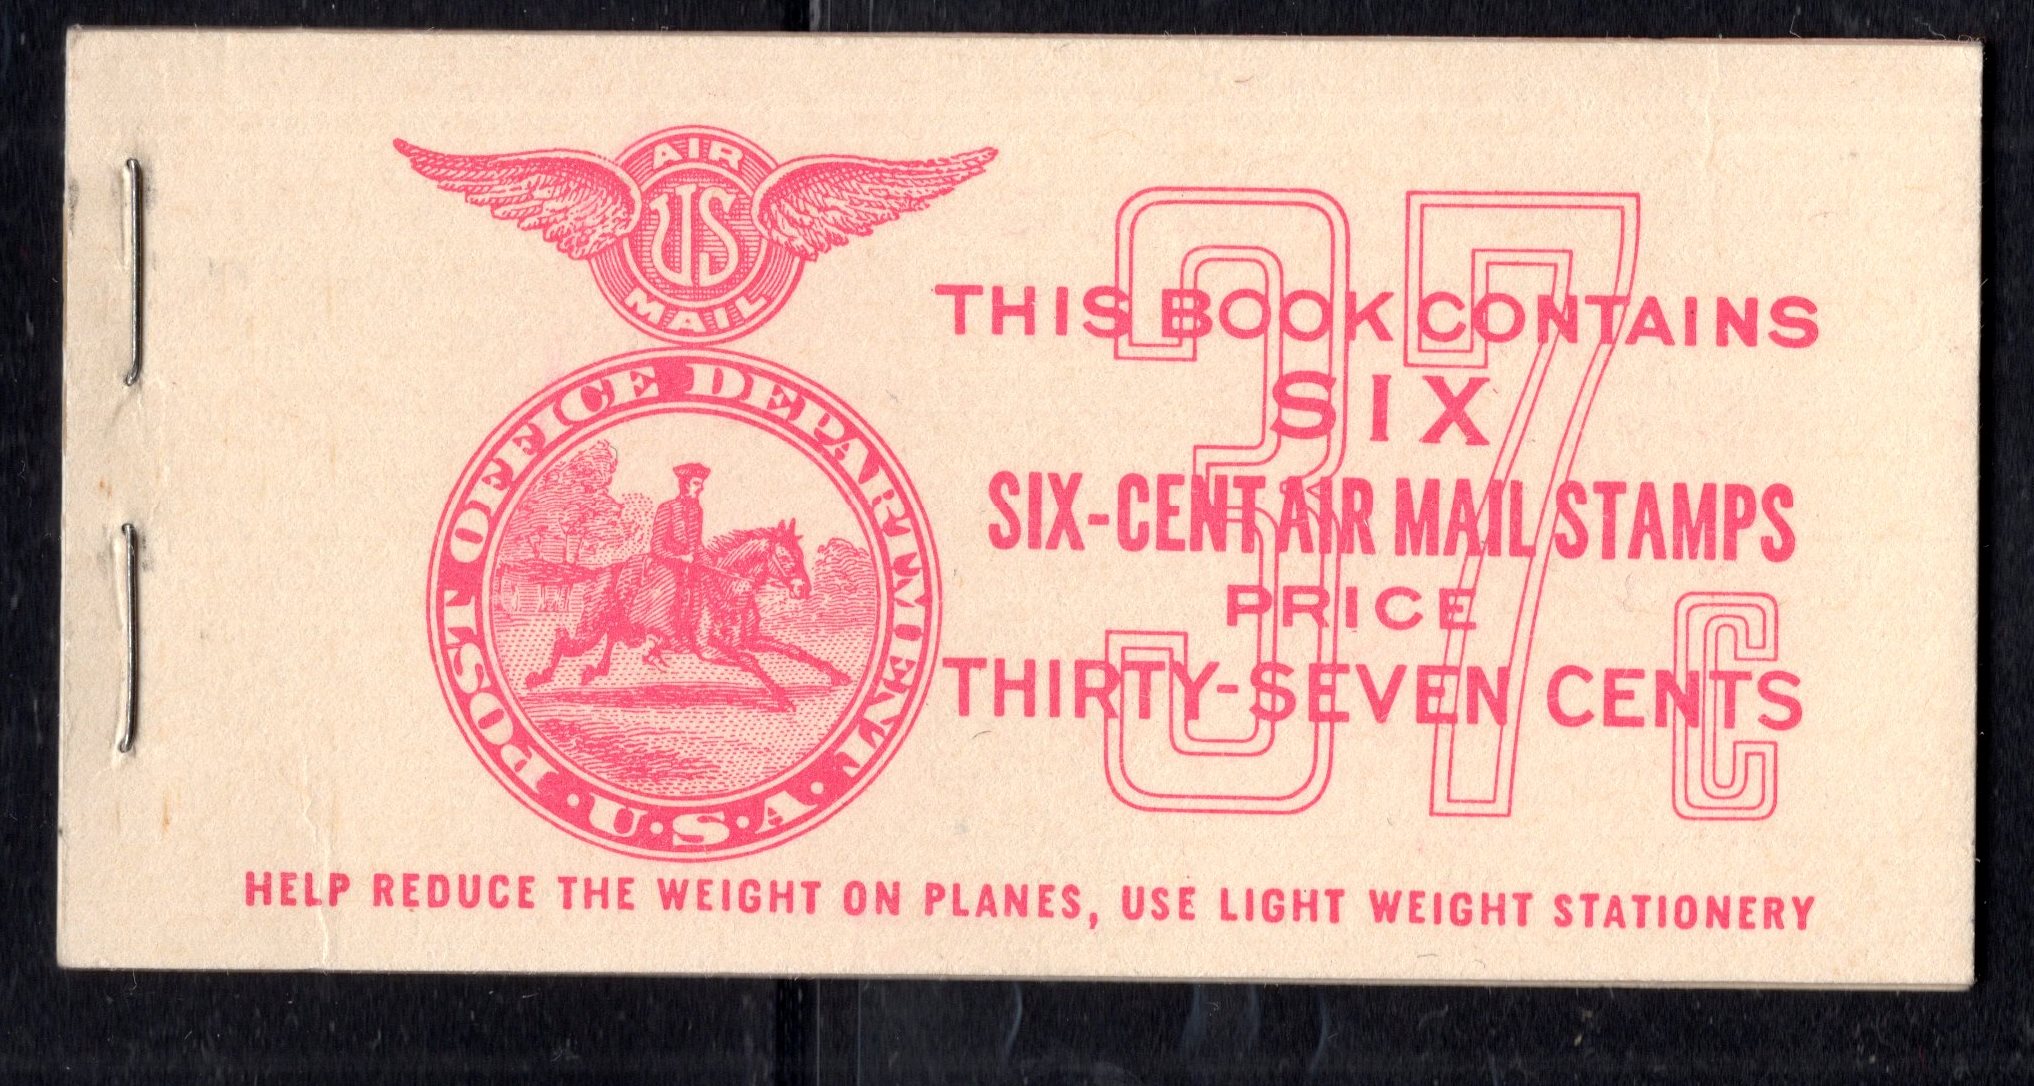 AIR
US
MAIL
POST OFFICE DEPARTMENT
·U·S·A·
37c
THIS BOOK CONTAINS
SIX
SIX-CENT AIR MAIL STAMPS
PRICE
THIRTY-SEVEN CENTS
HELP REDUCE THE WEIGHT ON PLANES, USE LIGHT WEIGHT STATIONERY